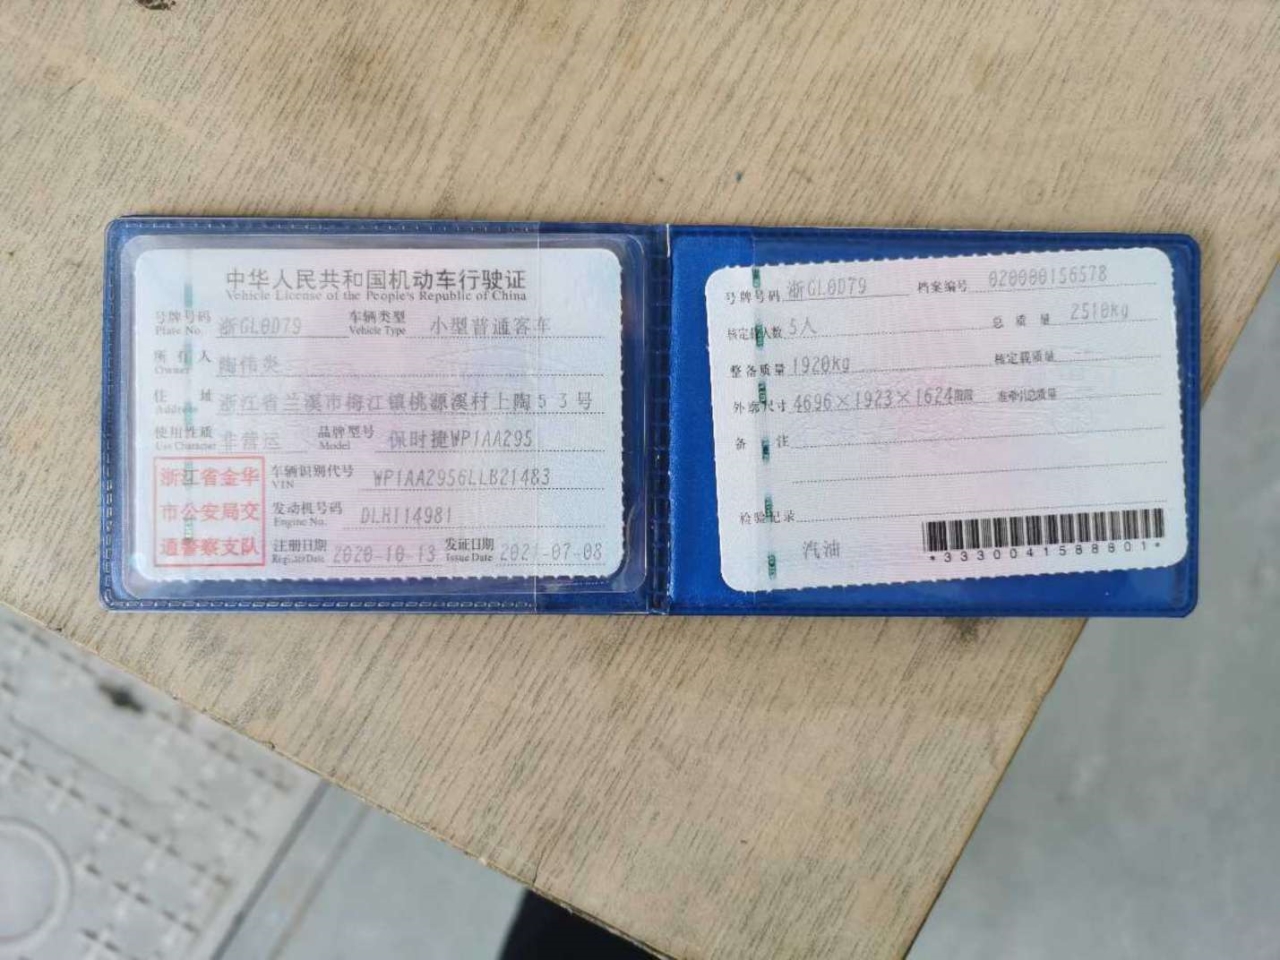 中华人民共和国机动车行驶证
Vehicle License of the People's Republic of China
号牌号码 Plate No. 浙GL0D79 车辆类型 Vehicle Type 小型普通客车
所有人 Owner 陶伟炎
住址 Address 浙江省兰溪市梅江镇桃源溪村上陶53号
使用性质 Use Character 非营运 品牌型号 Model 保时捷WP1AA295
浙江省金华
市公安局交
通警察支队
车辆识别代号 VIN WP1AA2956LLB21483
发动机号码 Engine No. DLH114981
注册日期 Register Date 2020-10-13 发证日期 Issue Date 2021-07-08
号牌号码 浙GL0D79 档案编号 020000156578
核定载人数 5人 总质量 2510kg
整备质量 1920kg 核定载质量
外廓尺寸 4696×1923×1624 准牵引总质量
备注
检验记录
汽油
*3330041588801*